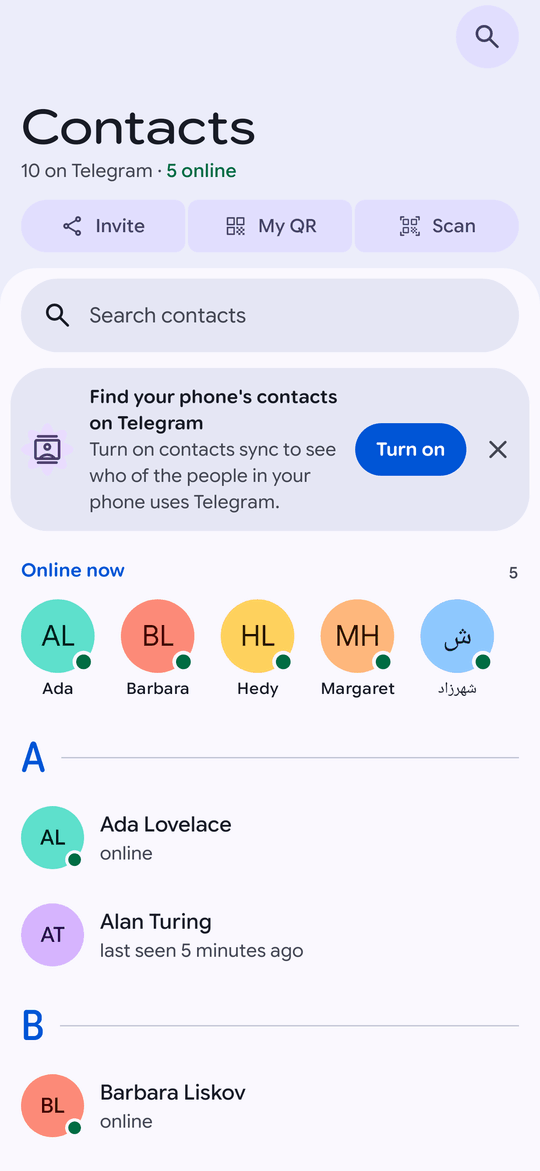 Contacts
10 on Telegram · 5 online
Invite
My QR
Scan
Search contacts
Find your phone's contacts
on Telegram
Turn on contacts sync to see
who of the people in your
phone uses Telegram.
Turn on
Online now
5
AL
BL
HL
MH
ش
Ada
Barbara
Hedy
Margaret
شهرزاد
A
AL
Ada Lovelace
online
AT
Alan Turing
last seen 5 minutes ago
B
BL
Barbara Liskov
online